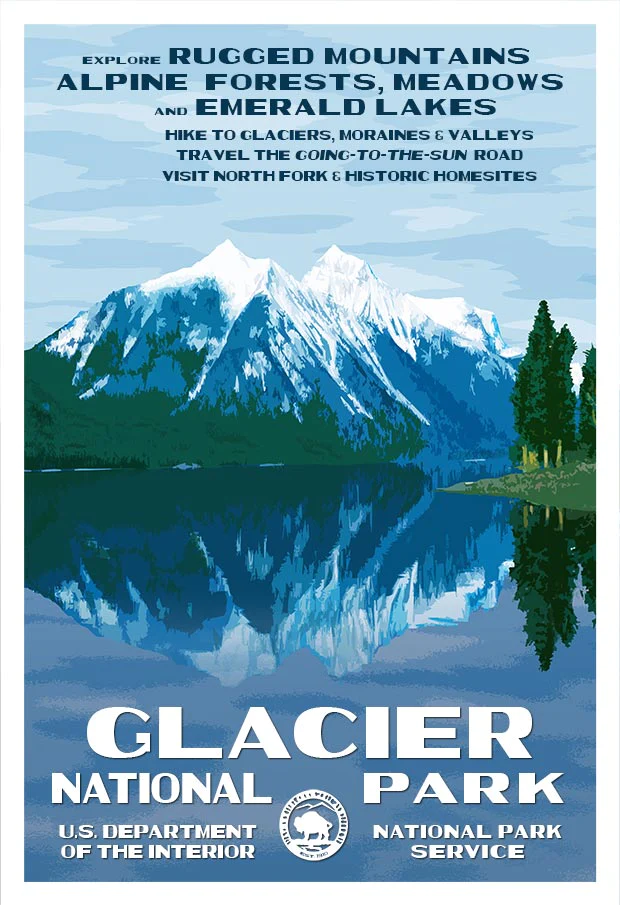 EXPLORE RUGGED MOUNTAINS
ALPINE FORESTS, MEADOWS
AND EMERALD LAKES
HIKE TO GLACIERS, MORAINES & VALLEYS
TRAVEL THE GOING-TO-THE-SUN ROAD
VISIT NORTH FORK & HISTORIC HOMESITES
GLACIER
NATIONAL PARK
U.S. DEPARTMENT
OF THE INTERIOR
NATIONAL PARK
SERVICE